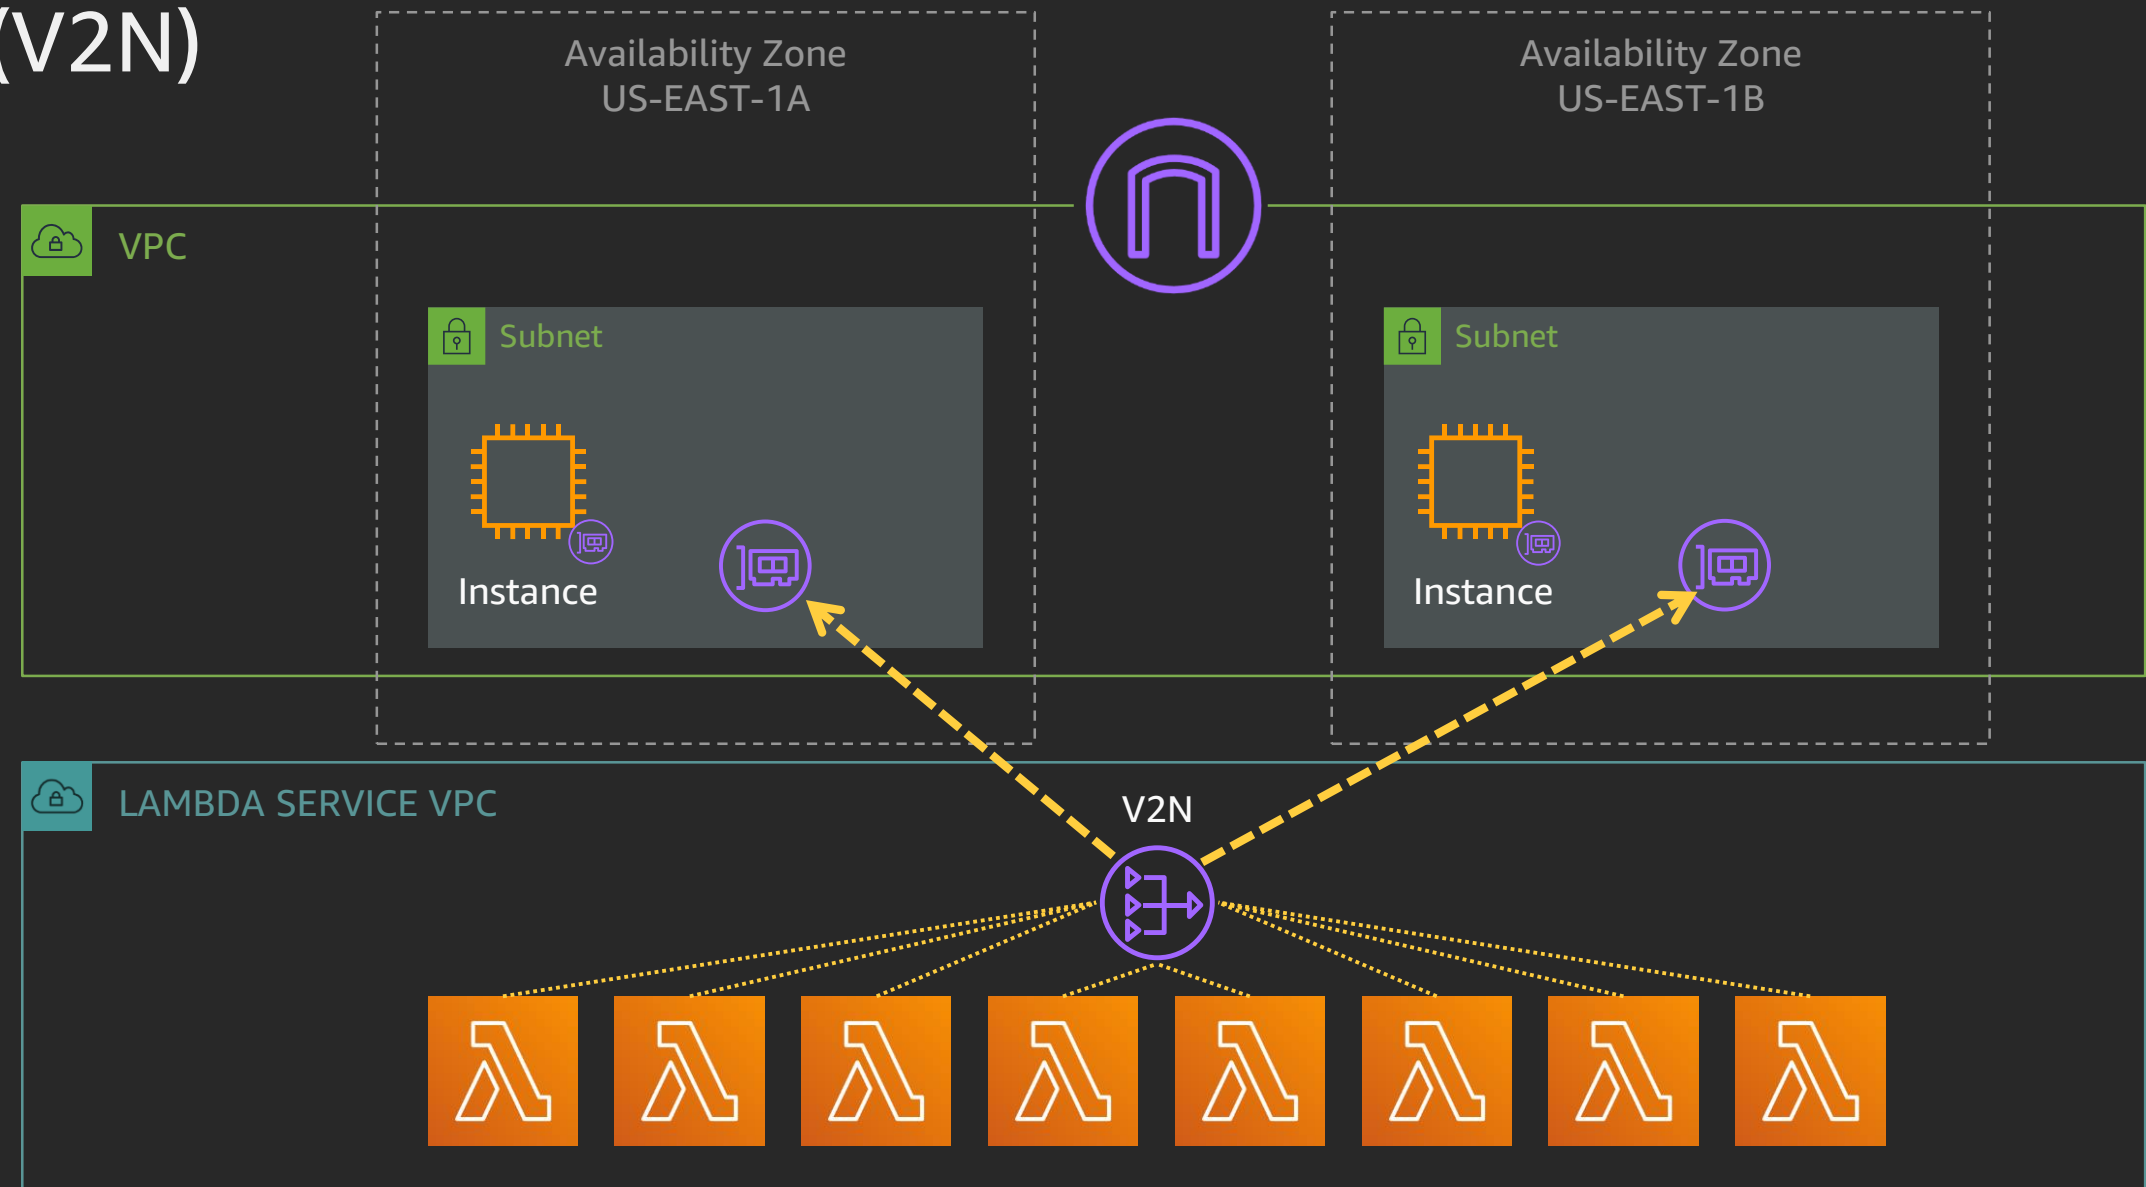 (V2N)
Availability Zone
US-EAST-1A
Availability Zone
US-EAST-1B
VPC
Subnet
Subnet
Instance
Instance
LAMBDA SERVICE VPC
V2N